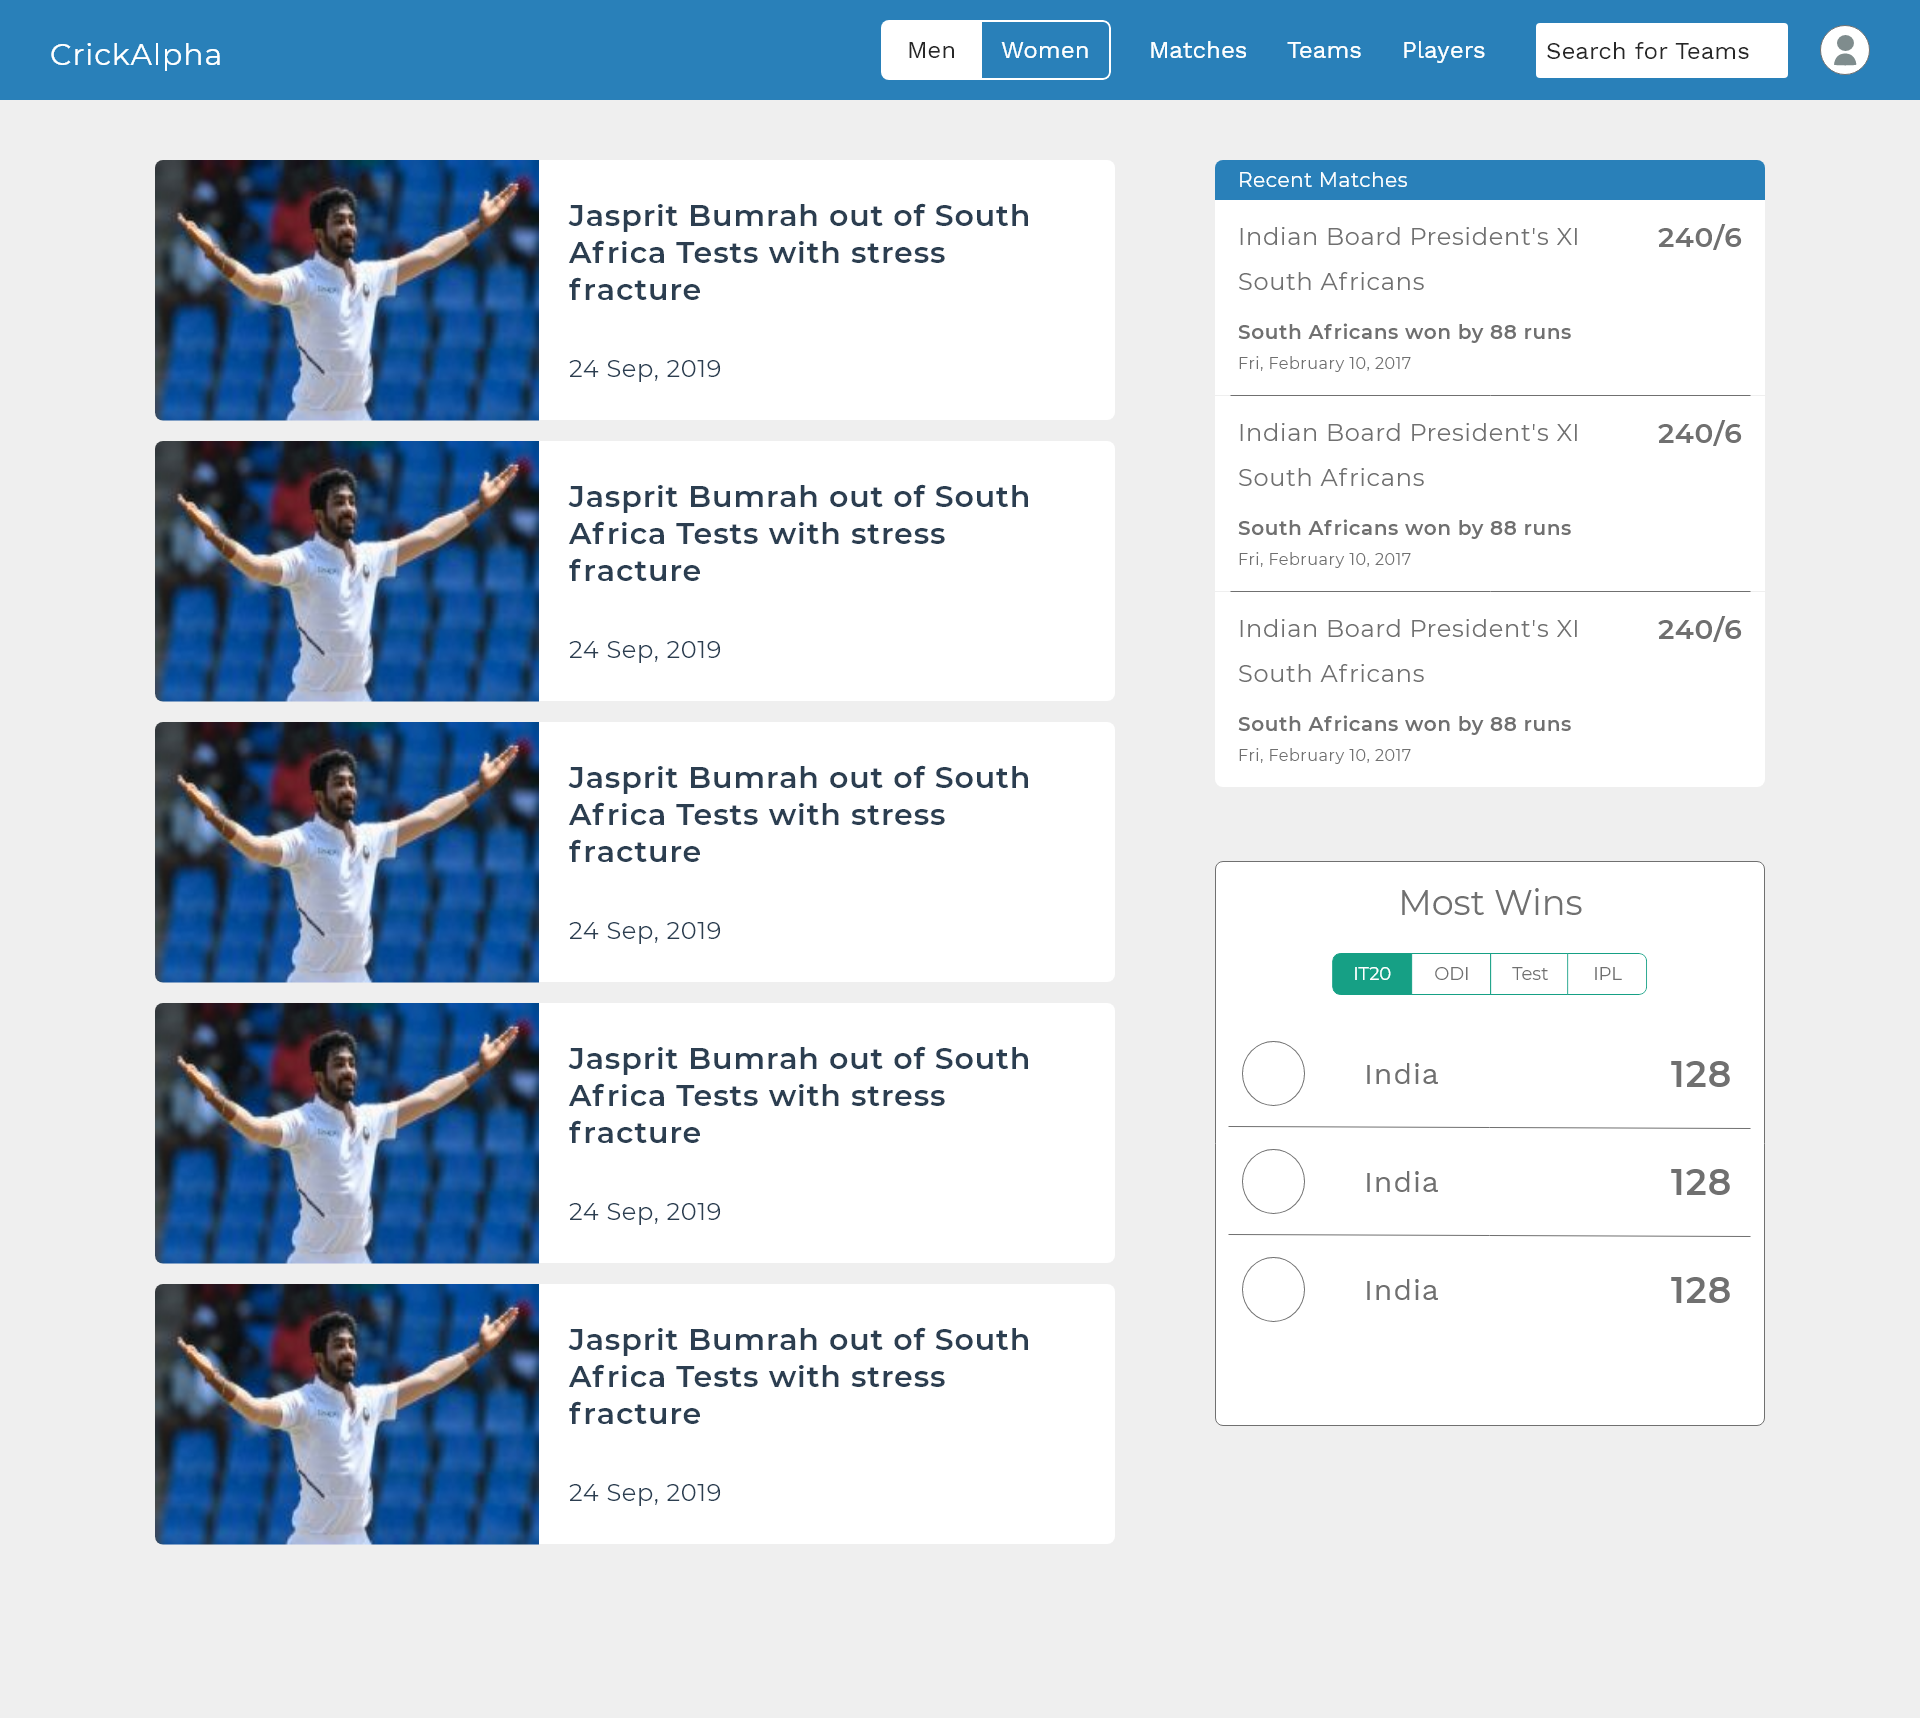 CrickAlpha
Men
Women
Matches
Teams
Players
Search for Teams
Jasprit Bumrah out of South
Africa Tests with stress
fracture
24 Sep, 2019
Jasprit Bumrah out of South
Africa Tests with stress
fracture
24 Sep, 2019
Jasprit Bumrah out of South
Africa Tests with stress
fracture
24 Sep, 2019
Jasprit Bumrah out of South
Africa Tests with stress
fracture
24 Sep, 2019
Jasprit Bumrah out of South
Africa Tests with stress
fracture
24 Sep, 2019
Recent Matches
Indian Board President's XI 240/6
South Africans
South Africans won by 88 runs
Fri, February 10, 2017
Indian Board President's XI 240/6
South Africans
South Africans won by 88 runs
Fri, February 10, 2017
Indian Board President's XI 240/6
South Africans
South Africans won by 88 runs
Fri, February 10, 2017
Most Wins
IT20 ODI Test IPL
India 128
India 128
India 128